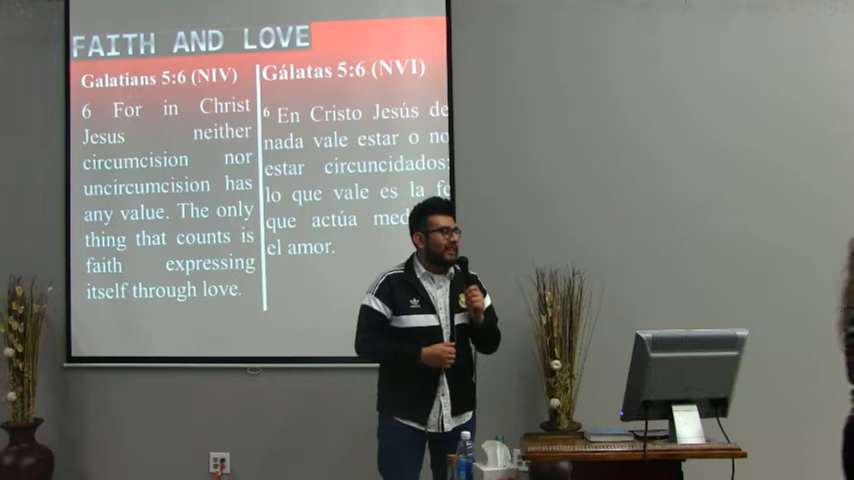 FAITH AND LOVE
Galatians 5:6 (NIV)
6 For in Christ
Jesus neither
circumcision nor
uncircumcision has
any value. The only
thing that counts is
faith expressing
itself through love.
Gálatas 5:6 (NVI)
6 En Cristo Jesús de
nada vale estar o no
estar circuncidados;
lo que vale es la fe
que actúa
el amor.